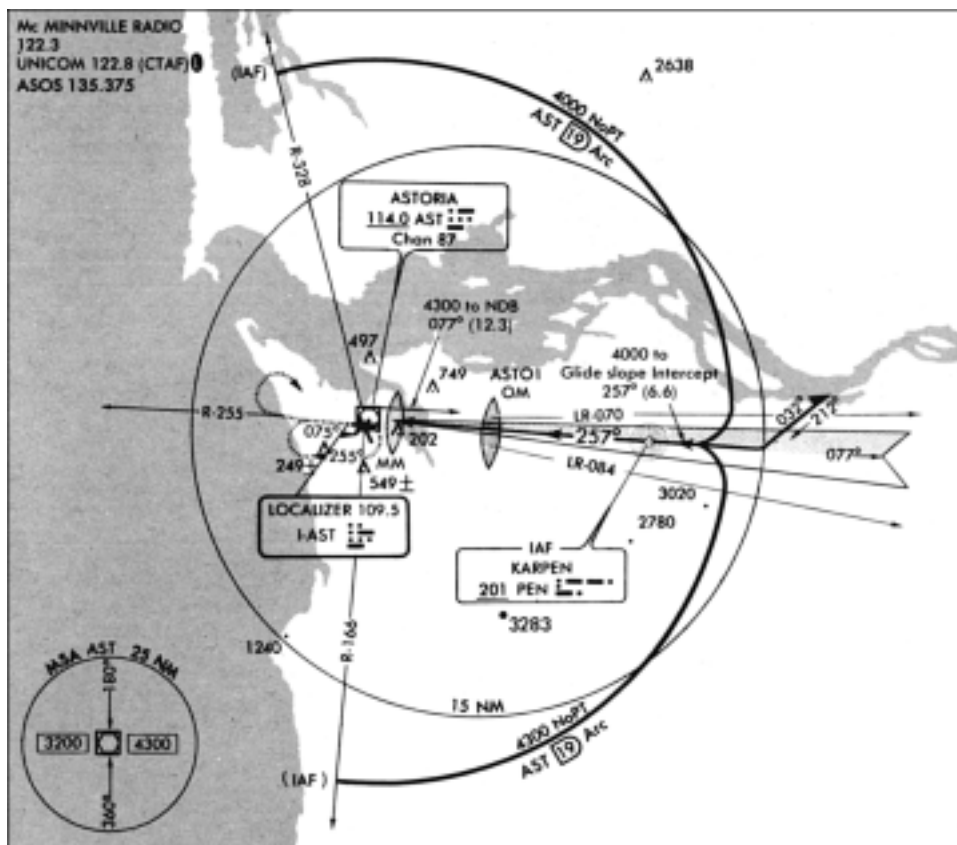 Mc MINNVILLE RADIO
122.3
UNICOM 122.8 (CTAF)
ASOS 135.375
(IAF)
2638
4000 NoPT
AST 19 Arc
R-328
ASTORIA
114.0 AST
Chan 87
4300 to NDB
077° (12.3)
497
749
ASTOI
OM
4000 to
Glide slope Intercept
257° (6.6)
R-255
LR-070
032°
212°
075°
202
257°
077°
249±
255°
MM
549±
LR-084
LOCALIZER 109.5
I-AST
3020
2780
IAF
KARPEN
201 PEN
3283
R-166
1240
MSA AST 25 NM
180°
3200
4300
360°
15 NM
4300 NoPT
AST 19 Arc
(IAF)